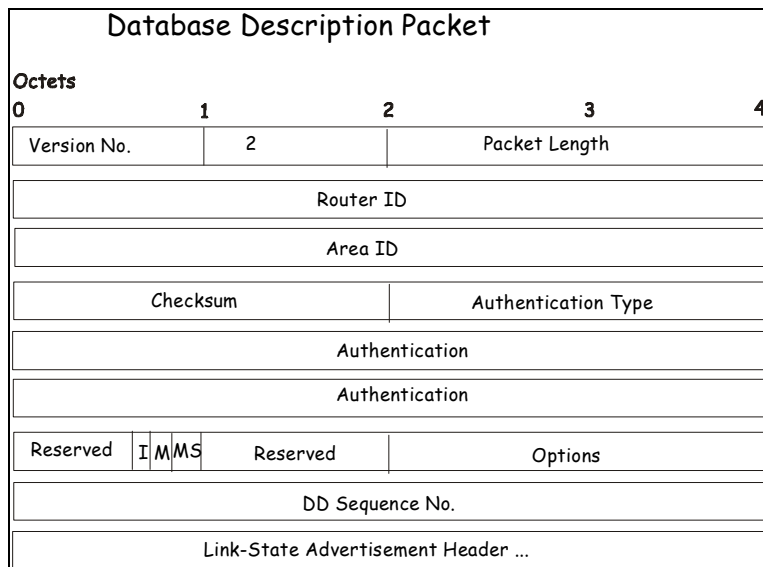 Database Description Packet
Octets
0 1 2 3 4
Version No. 2 Packet Length
Router ID
Area ID
Checksum Authentication Type
Authentication
Authentication
Reserved I M MS Reserved Options
DD Sequence No.
Link-State Advertisement Header ...